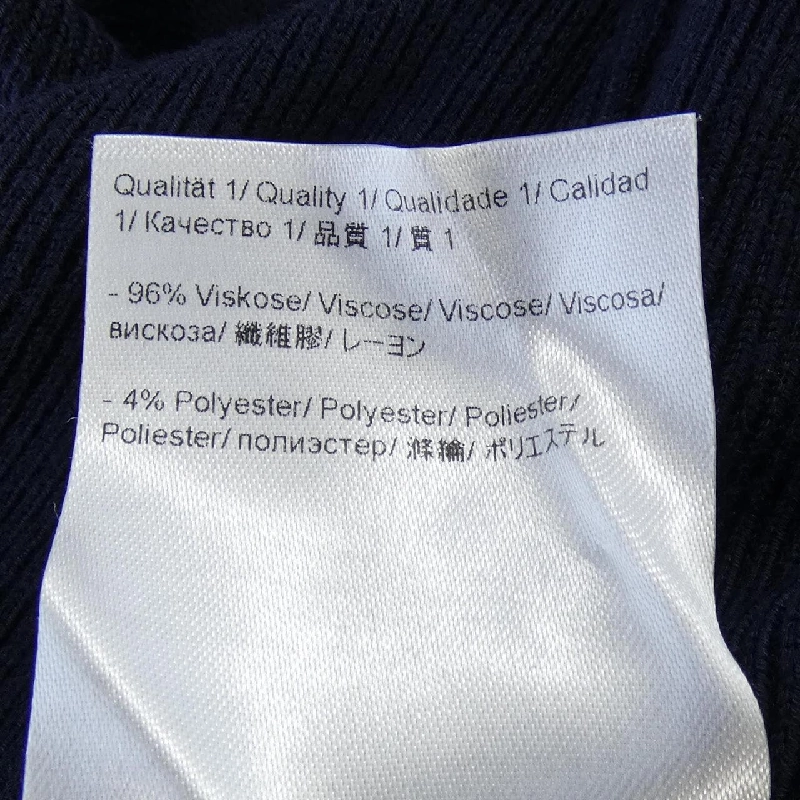 Qualität 1/ Quality 1/ Qualidade 1/ Calidad
1/ Качество 1/ 品質 1/ 質 1
- 96% Viskose/ Viscose/ Viscose/ Viscosa/
вискоза/ 纖維膠/ レーヨン
- 4% Polyester/ Polyester/ Poliester/
Poliester/ полиэстер/ 滌綸/ ポリエステル